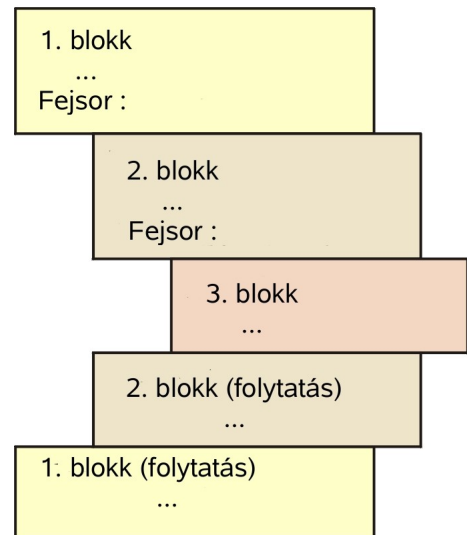 1. blokk
...
Fejsor :
2. blokk
...
Fejsor :
3. blokk
...
2. blokk (folytatás)
...
1. blokk (folytatás)
...